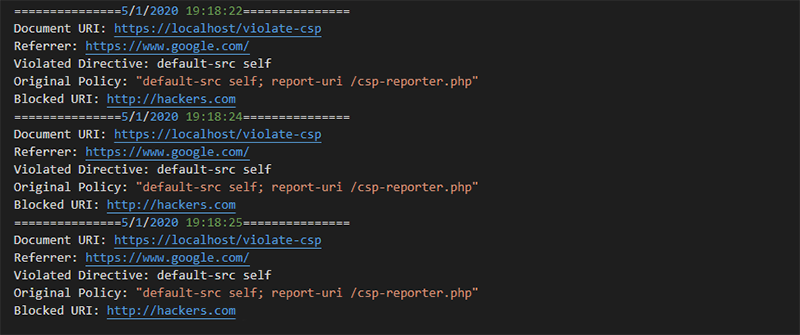 ===============5/1/2020 19:18:22===============
Document URI: https://localhost/violate-csp
Referrer: https://www.google.com/
Violated Directive: default-src self
Original Policy: "default-src self; report-uri /csp-reporter.php"
Blocked URI: http://hackers.com
===============5/1/2020 19:18:24===============
Document URI: https://localhost/violate-csp
Referrer: https://www.google.com/
Violated Directive: default-src self
Original Policy: "default-src self; report-uri /csp-reporter.php"
Blocked URI: http://hackers.com
===============5/1/2020 19:18:25===============
Document URI: https://localhost/violate-csp
Referrer: https://www.google.com/
Violated Directive: default-src self
Original Policy: "default-src self; report-uri /csp-reporter.php"
Blocked URI: http://hackers.com